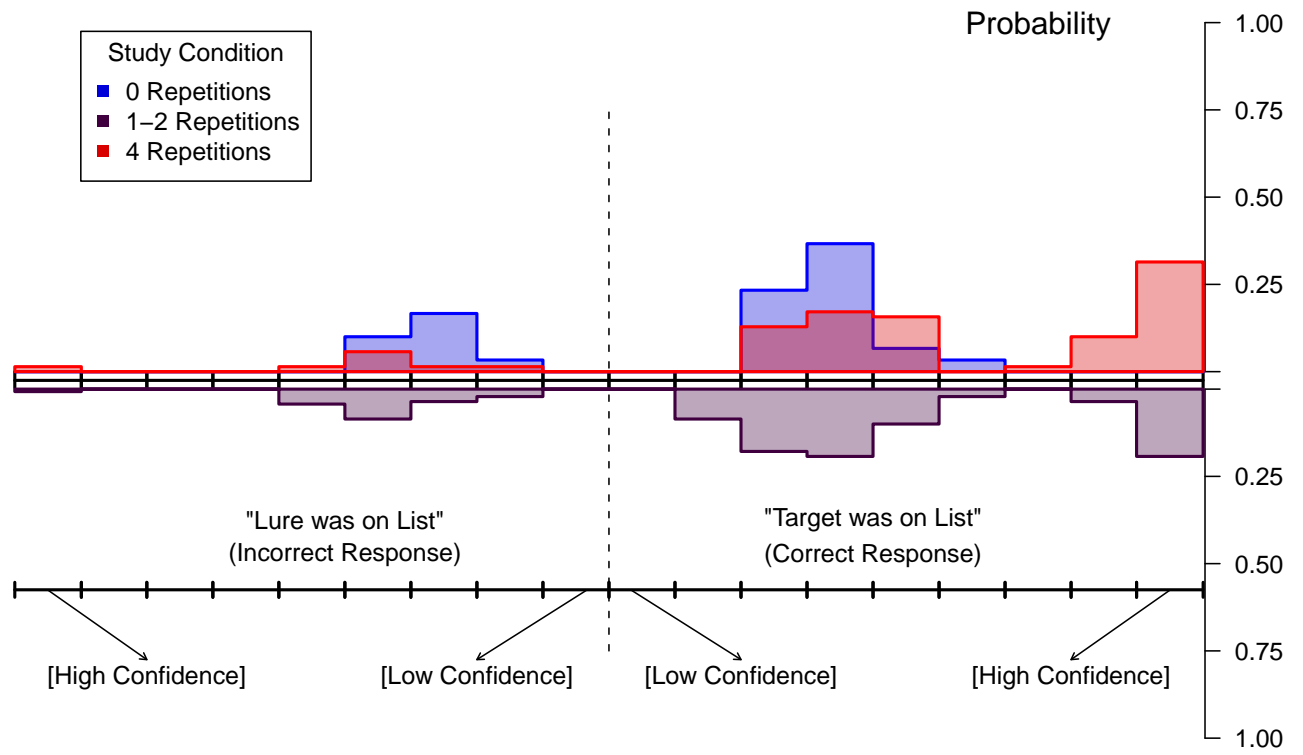 Probability
Study Condition
0 Repetitions
1−2 Repetitions
4 Repetitions
1.00
0.75
0.50
0.25
0.25
0.50
0.75
1.00
"Lure was on List"
(Incorrect Response)
"Target was on List"
(Correct Response)
[High Confidence]
[Low Confidence]
[Low Confidence]
[High Confidence]